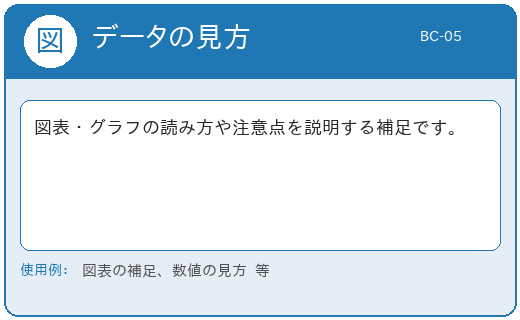 図 データの見方 BC-05
図表・グラフの読み方や注意点を説明する補足です。
使用例： 図表の補足、数値の見方 等